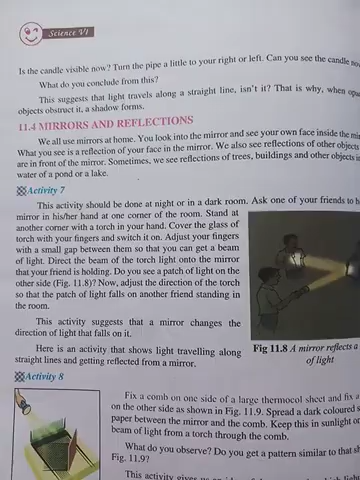 Science VI
Is the candle visible now? Turn the pipe a little to your right or left. Can you see the candle now
What do you conclude from this?
This suggests that light travels along a straight line, isn't it? That is why, when opaque
objects obstruct it, a shadow forms.
11.4 MIRRORS AND REFLECTIONS
We all use mirrors at home. You look into the mirror and see your own face inside the
What you see is a reflection of your face in the mirror. We also see reflections of other objects
are in front of the mirror. Sometimes, we see reflections of trees, buildings and other objects in
water of a pond or a lake.
Activity 7
This activity should be done at night or in a dark room. Ask one of your friends to
mirror in his/her hand at one corner of the room. Stand at
another corner with a torch in your hand. Cover the glass of
torch with your fingers and switch it on. Adjust your fingers
with a small gap between them so that you can get a beam
of light. Direct the beam of the torch light onto the mirror
that your friend is holding. Do you see a patch of light on the
other side (Fig. 11.8)? Now, adjust the direction of the torch
so that the patch of light falls on another friend standing in
the room.
This activity suggests that a mirror changes the
direction of light that falls on it.
Here is an activity that shows light travelling along
straight lines and getting reflected from a mirror.
Fig 11.8 A mirror reflects a
of light
Activity 8
Fix a comb on one side of a large thermocol sheet and fix a
on the other side as shown in Fig. 11.9. Spread a dark coloured
paper between the mirror and the comb. Keep this in sunlight or
beam of light from a torch through the comb.
What do you observe? Do you get a pattern similar to that
Fig. 11.9?
This activity gives